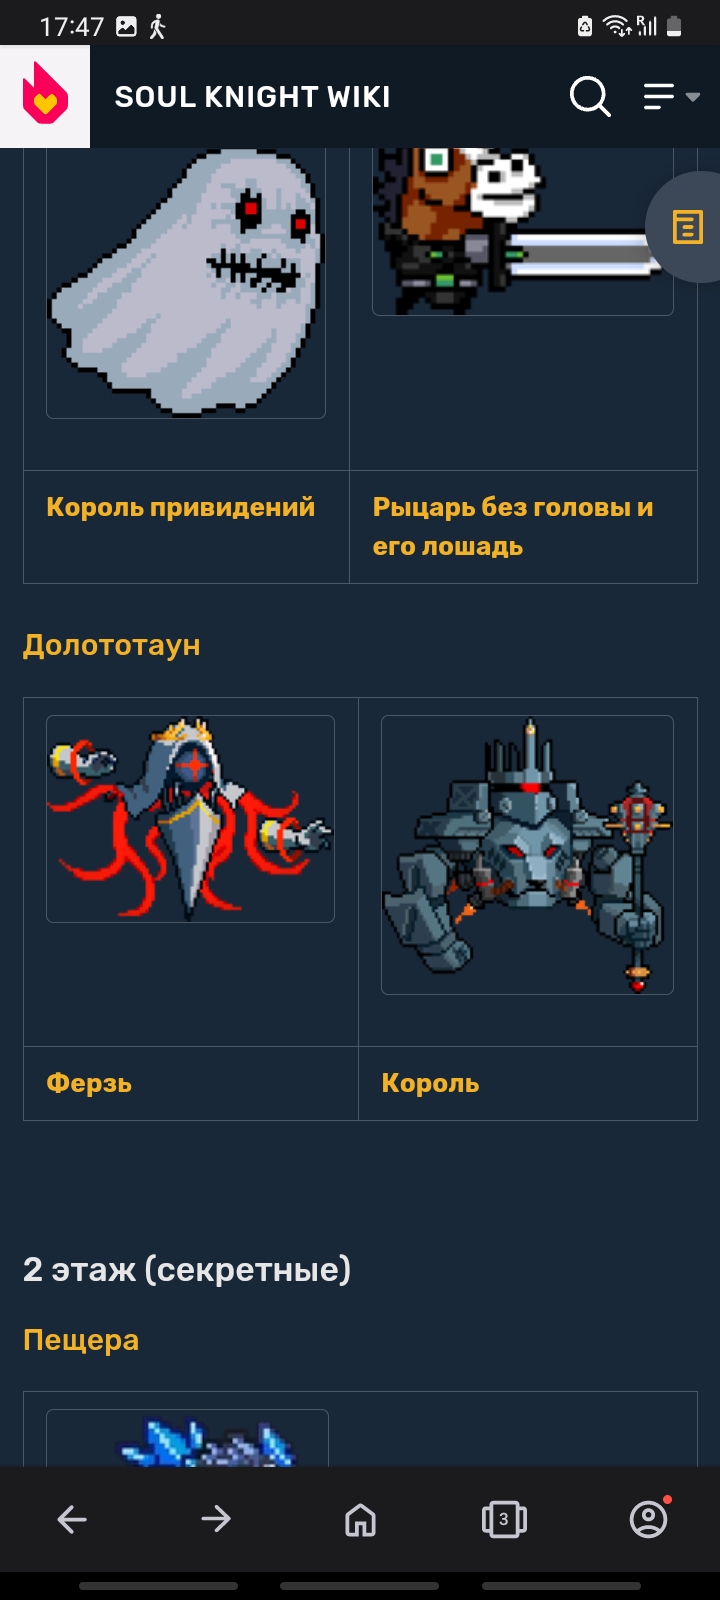 17:47
R
SOUL KNIGHT WIKI
Король привидений
Рыцарь без головы и
его лошадь
Долототаун
Ферзь
Король
2 этаж (секретные)
Пещера
3